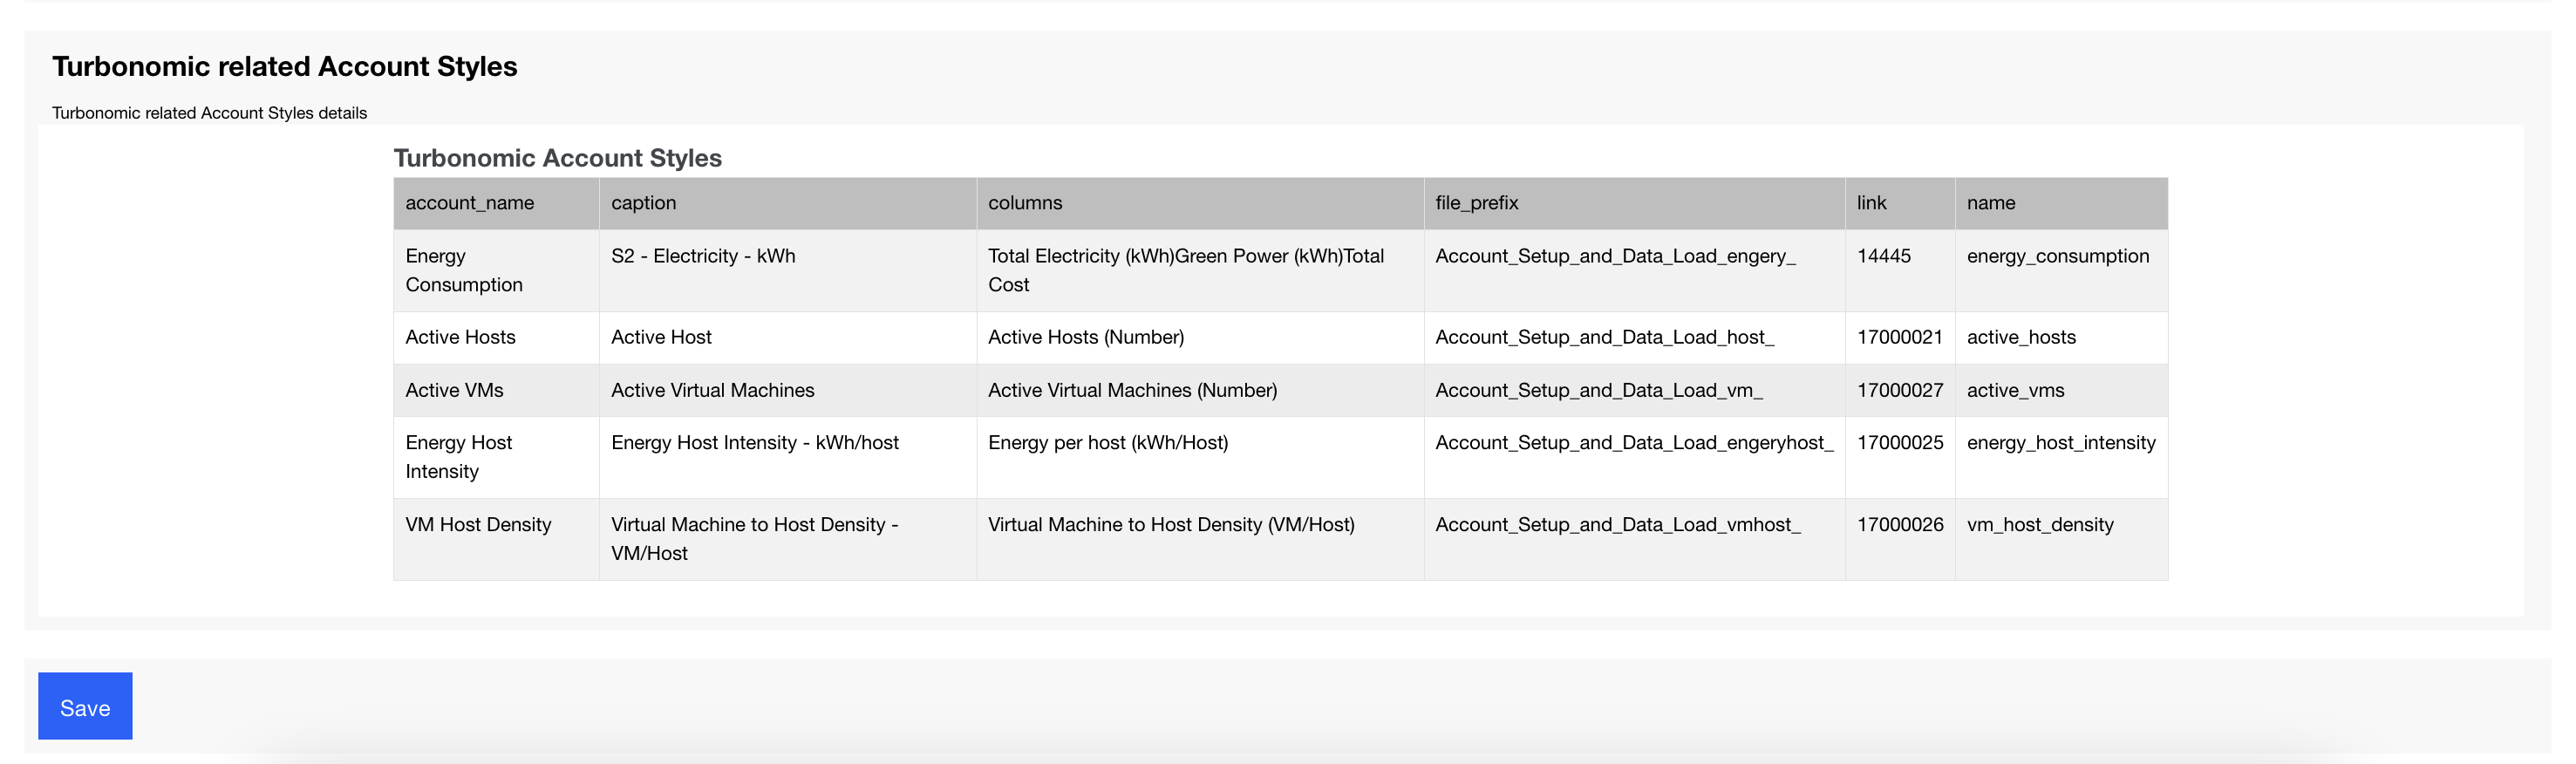 Turbonomic related Account Styles
Turbonomic related Account Styles details
Turbonomic Account Styles
account_name caption columns file_prefix link name
Energy Consumption S2 - Electricity - kWh Total Electricity (kWh)Green Power (kWh)Total Cost Account_Setup_and_Data_Load_engery_ 14445 energy_consumption
Active Hosts Active Host Active Hosts (Number) Account_Setup_and_Data_Load_host_ 17000021 active_hosts
Active VMs Active Virtual Machines Active Virtual Machines (Number) Account_Setup_and_Data_Load_vm_ 17000027 active_vms
Energy Host Intensity Energy Host Intensity - kWh/host Energy per host (kWh/Host) Account_Setup_and_Data_Load_engeryhost_ 17000025 energy_host_intensity
VM Host Density Virtual Machine to Host Density - VM/Host Virtual Machine to Host Density (VM/Host) Account_Setup_and_Data_Load_vmhost_ 17000026 vm_host_density
Save